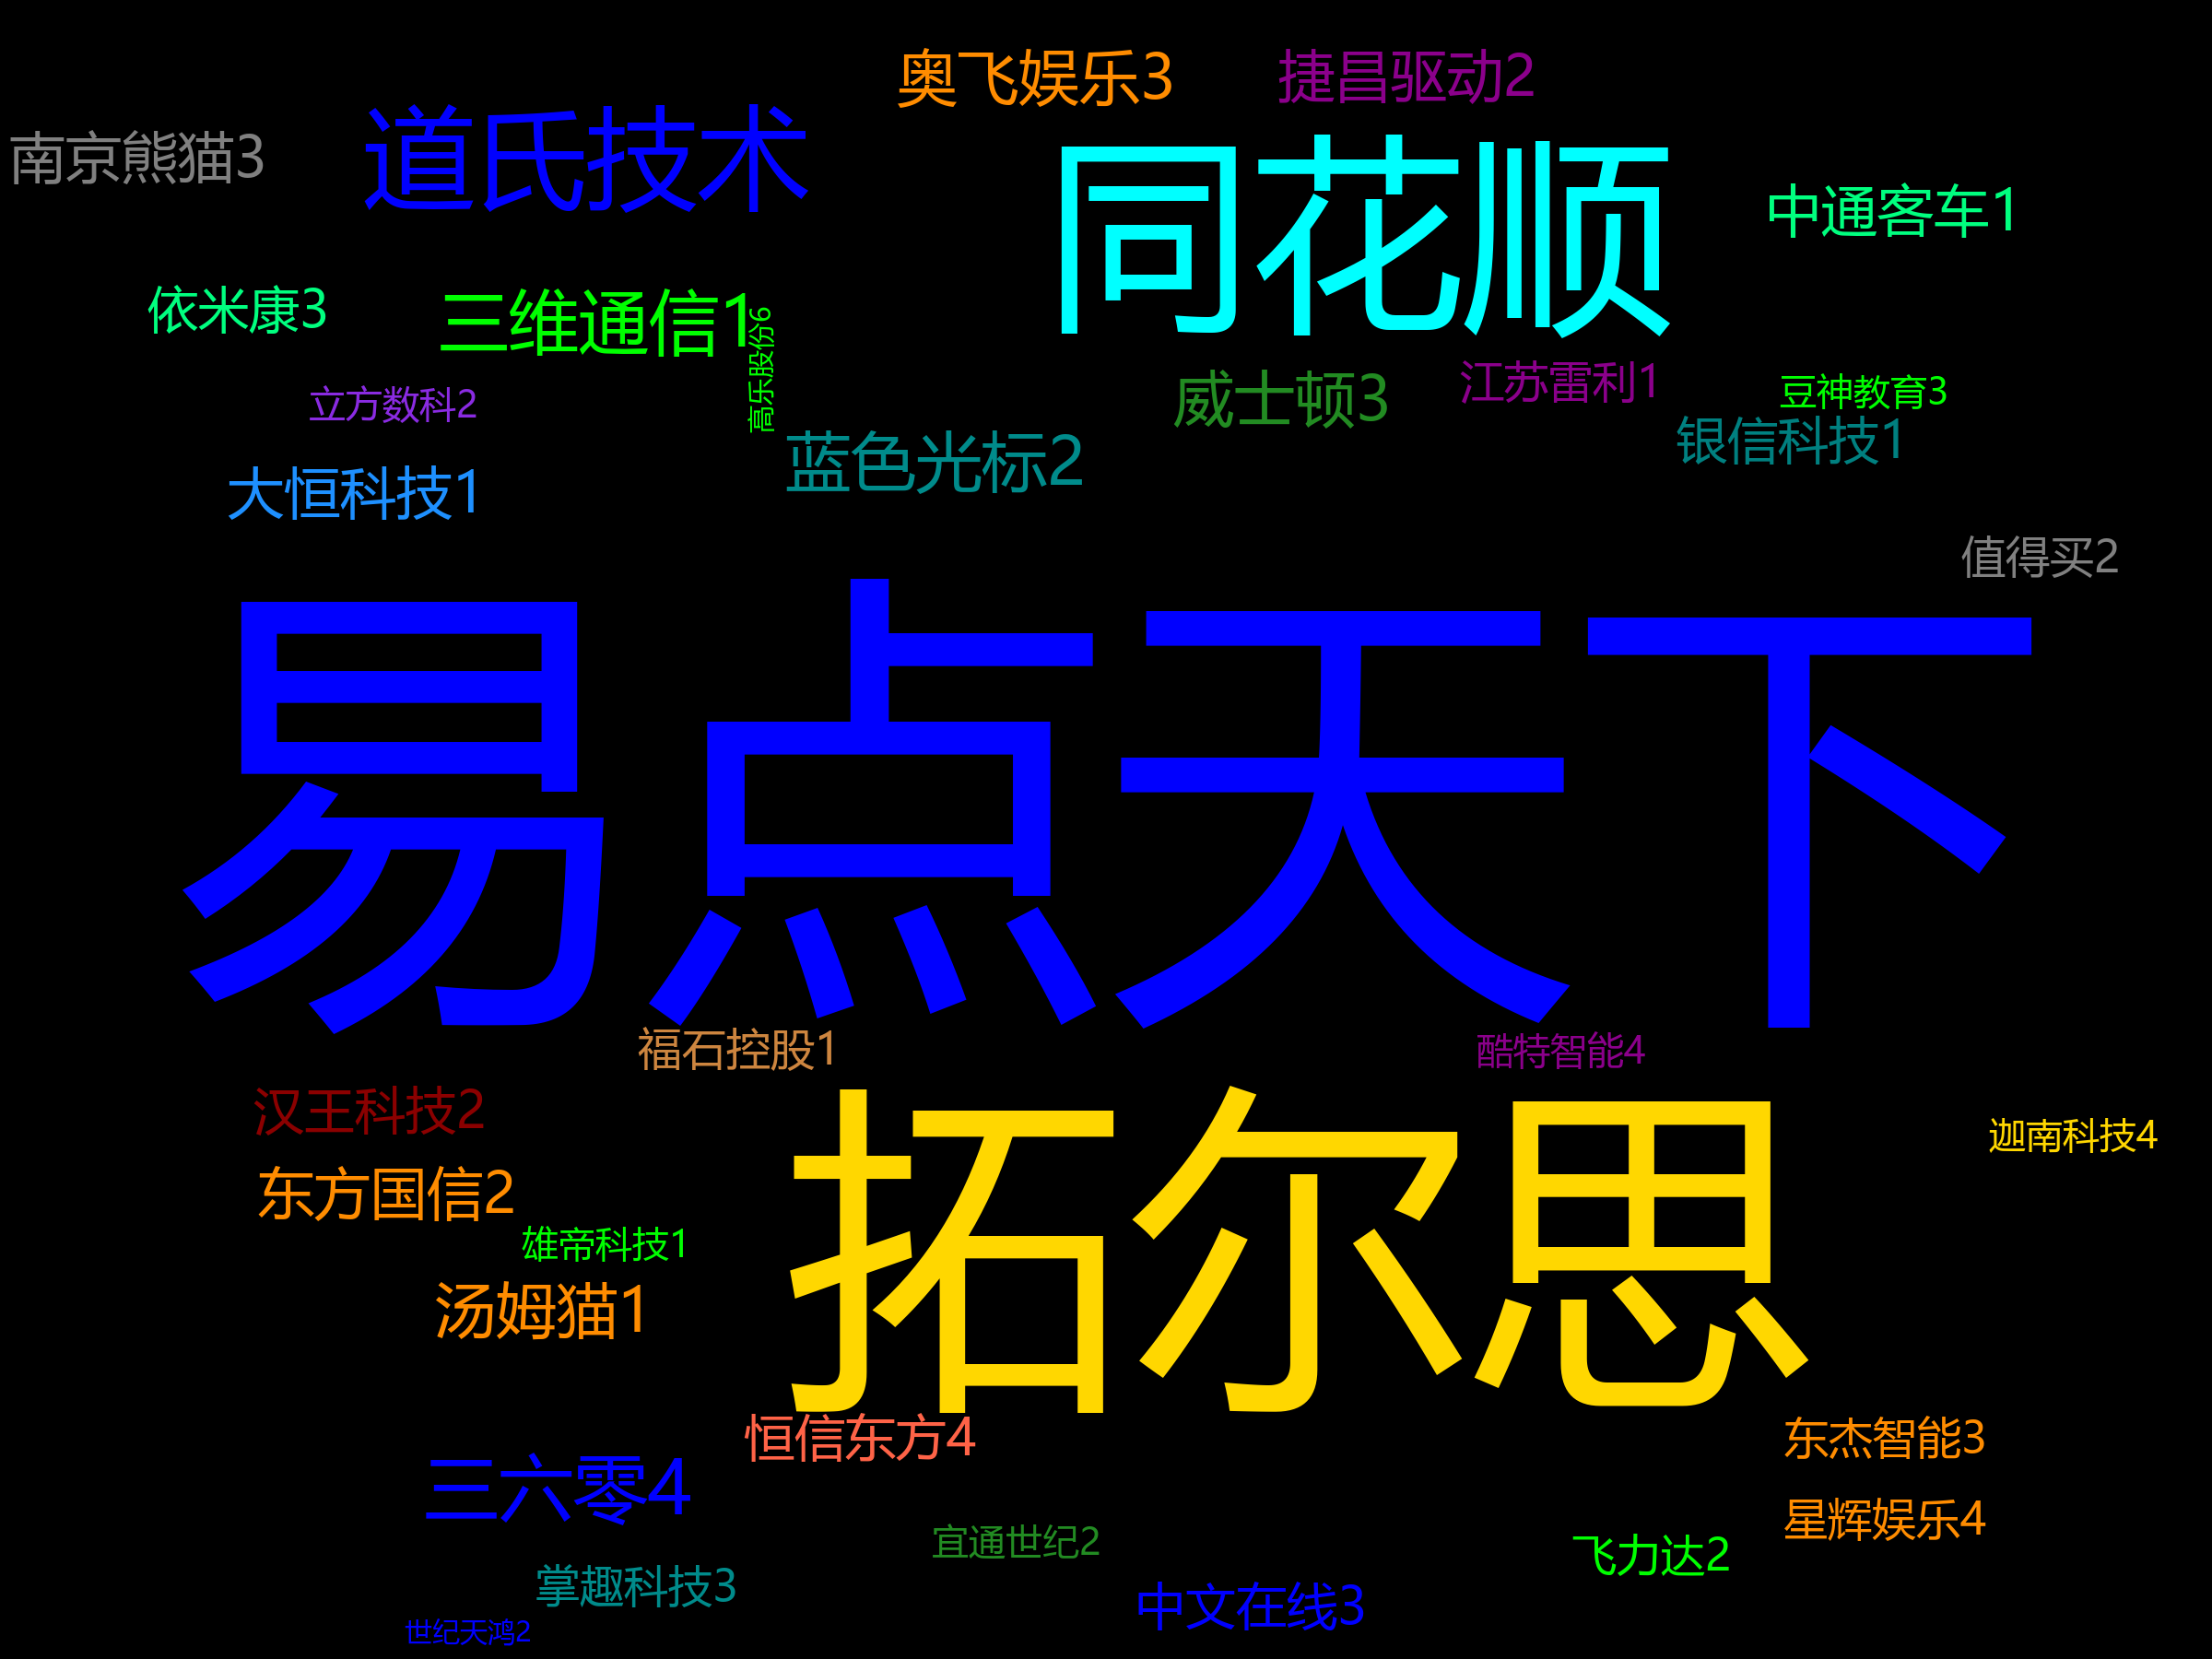 奥飞娱乐3
捷昌驱动2
南京熊猫3
道氏技术
同花顺
中通客车1
依米康3
三维通信1
高乐股份6
立方数科2
威士顿3
江苏雷利1
豆神教育3
蓝色光标2
银信科技1
大恒科技1
值得买2
易点天下
福石控股1
酷特智能4
汉王科技2
迦南科技4
东方国信2
拓尔思
雄帝科技1
汤姆猫1
恒信东方4
东杰智能3
三六零4
星辉娱乐4
宜通世纪2
飞力达2
掌趣科技3
中文在线3
世纪天鸿2